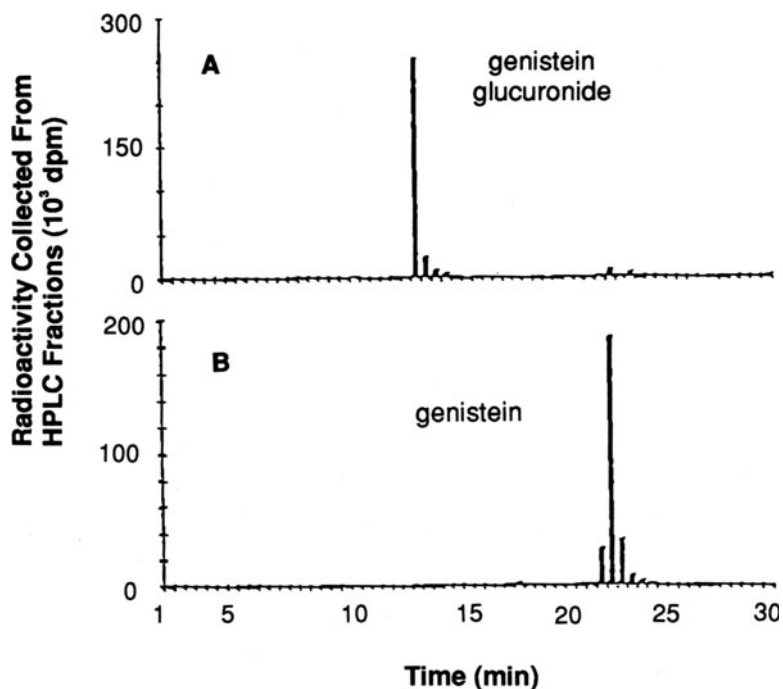 Radioactivity Collected From
HPLC Fractions (10³ dpm)
300
150
0
A
genistein
glucuronide
200
100
0
B
genistein
1 5 10 15 20 25 30
Time (min)